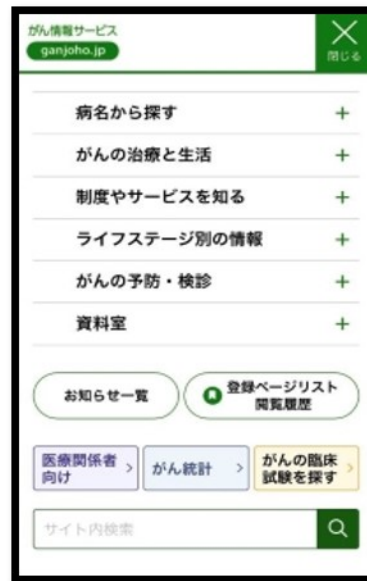 がん情報サービス
ganjoho.jp
閉じる
病名から探す +
がんの治療と生活 +
制度やサービスを知る +
ライフステージ別の情報 +
がんの予防・検診 +
資料室 +
お知らせ一覧
登録ページリスト
閲覧履歴
医療関係者
向け
がん統計
がんの臨床
試験を探す
サイト内検索